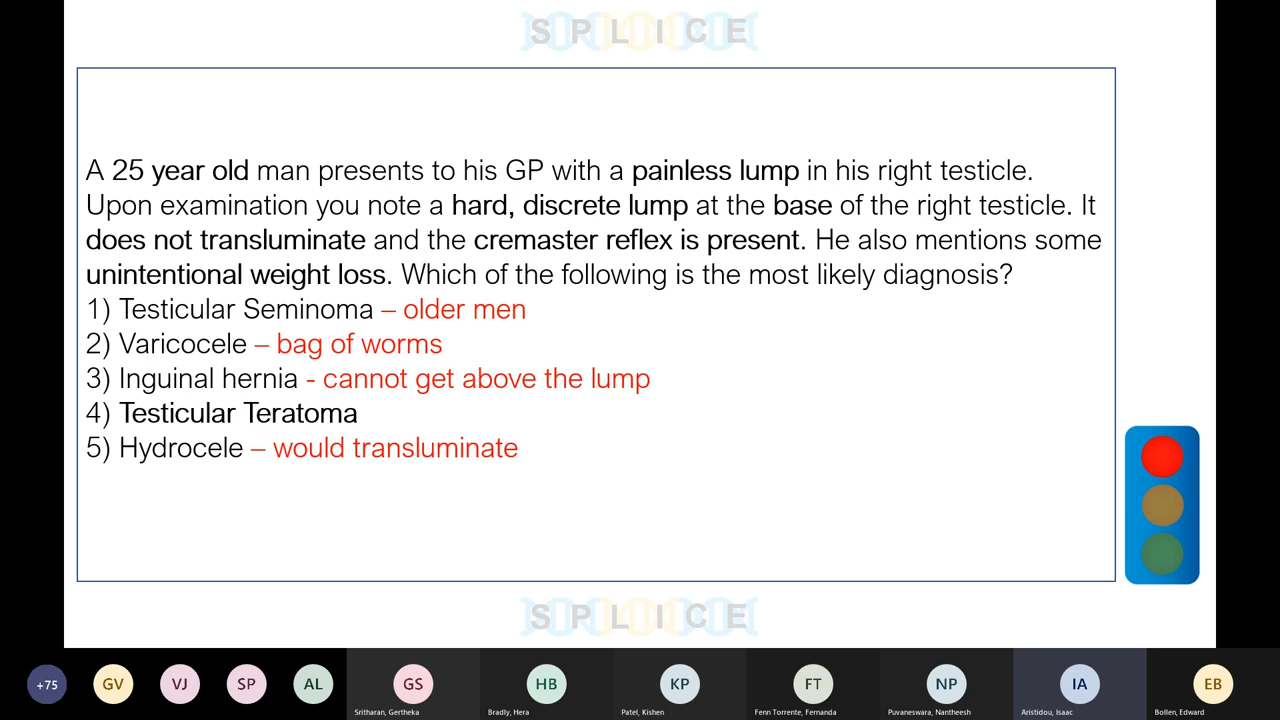 S P L I C E
A 25 year old man presents to his GP with a painless lump in his right testicle.
Upon examination you note a hard, discrete lump at the base of the right testicle. It
does not transluminate and the cremaster reflex is present. He also mentions some
unintentional weight loss. Which of the following is the most likely diagnosis?
1) Testicular Seminoma – older men
2) Varicocele – bag of worms
3) Inguinal hernia - cannot get above the lump
4) Testicular Teratoma
5) Hydrocele – would transluminate
S P L I C E
+75 GV VJ SP AL GS HB KP FT NP IA EB
Sritharan, Gertheka Bradly, Hera Patel, Kishen Fenn Torrente, Fernanda Puvaneswara, Nantheesh Aristidou, Isaac Bollen, Edward